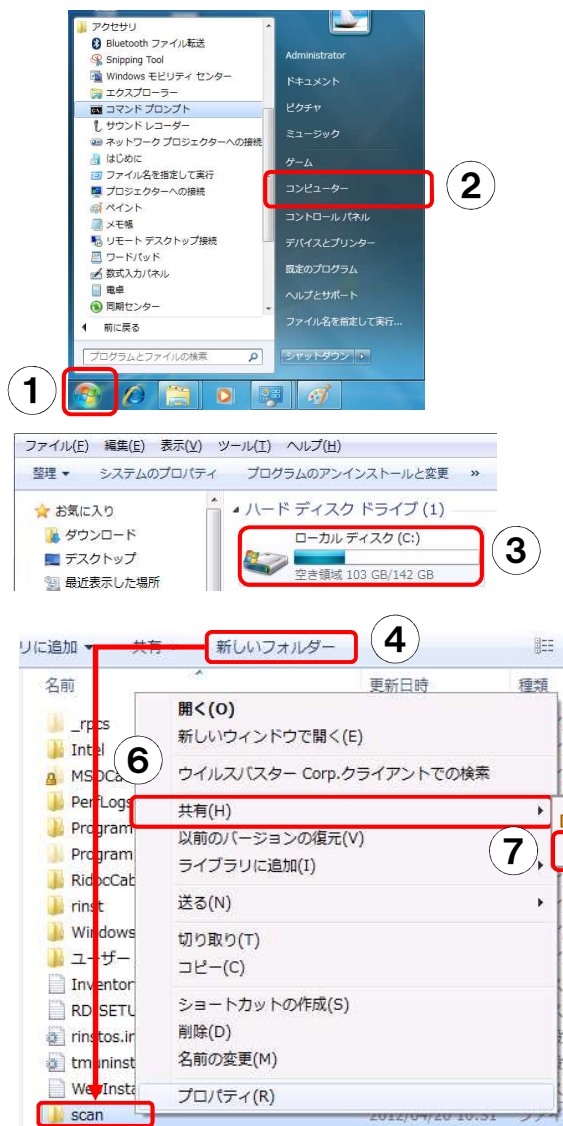 アクセサリ
Bluetooth ファイル転送
Snipping Tool
Windows モビリティ センター
エクスプローラー
コマンド プロンプト
サウンド レコーダー
ネットワーク プロジェクターへの接続
はじめに
ファイル名を指定して実行
プロジェクターへの接続
ペイント
メモ帳
リモート デスクトップ接続
ワードパッド
数式入力パネル
電卓
同期センター
前に戻る
プログラムとファイルの検索
Administrator
ドキュメント
ピクチャ
ミュージック
ゲーム
コンピューター
②
コントロール パネル
デバイスとプリンター
既定のプログラム
ヘルプとサポート
ファイル名を指定して実行...
シャットダウン
①
ファイル(F) 編集(E) 表示(V) ツール(T) ヘルプ(H)
整理 システムのプロパティ プログラムのアンインストールと変更 »
お気に入り
ダウンロード
デスクトップ
最近表示した場所
ハード ディスク ドライブ (1)
ローカル ディスク (C:)
空き領域 103 GB/142 GB
③
リに追加 共有 新しいフォルダー
④
名前 更新日時 種類
_rpcs
Intel
PerfLogs
Program
Program
RidocCab
rinst
Windows
ユーザー
Inventor
RD-SETU
rinstos.in
tmuninst
scan
開く(O)
新しいウィンドウで開く(E)
⑥
ウイルスバスター Corp.クライアントでの検索
共有(H)
以前のバージョンの復元(V)
⑦
ライブラリに追加(I)
送る(N)
切り取り(T)
コピー(C)
ショートカットの作成(S)
削除(D)
名前の変更(M)
プロパティ(R)